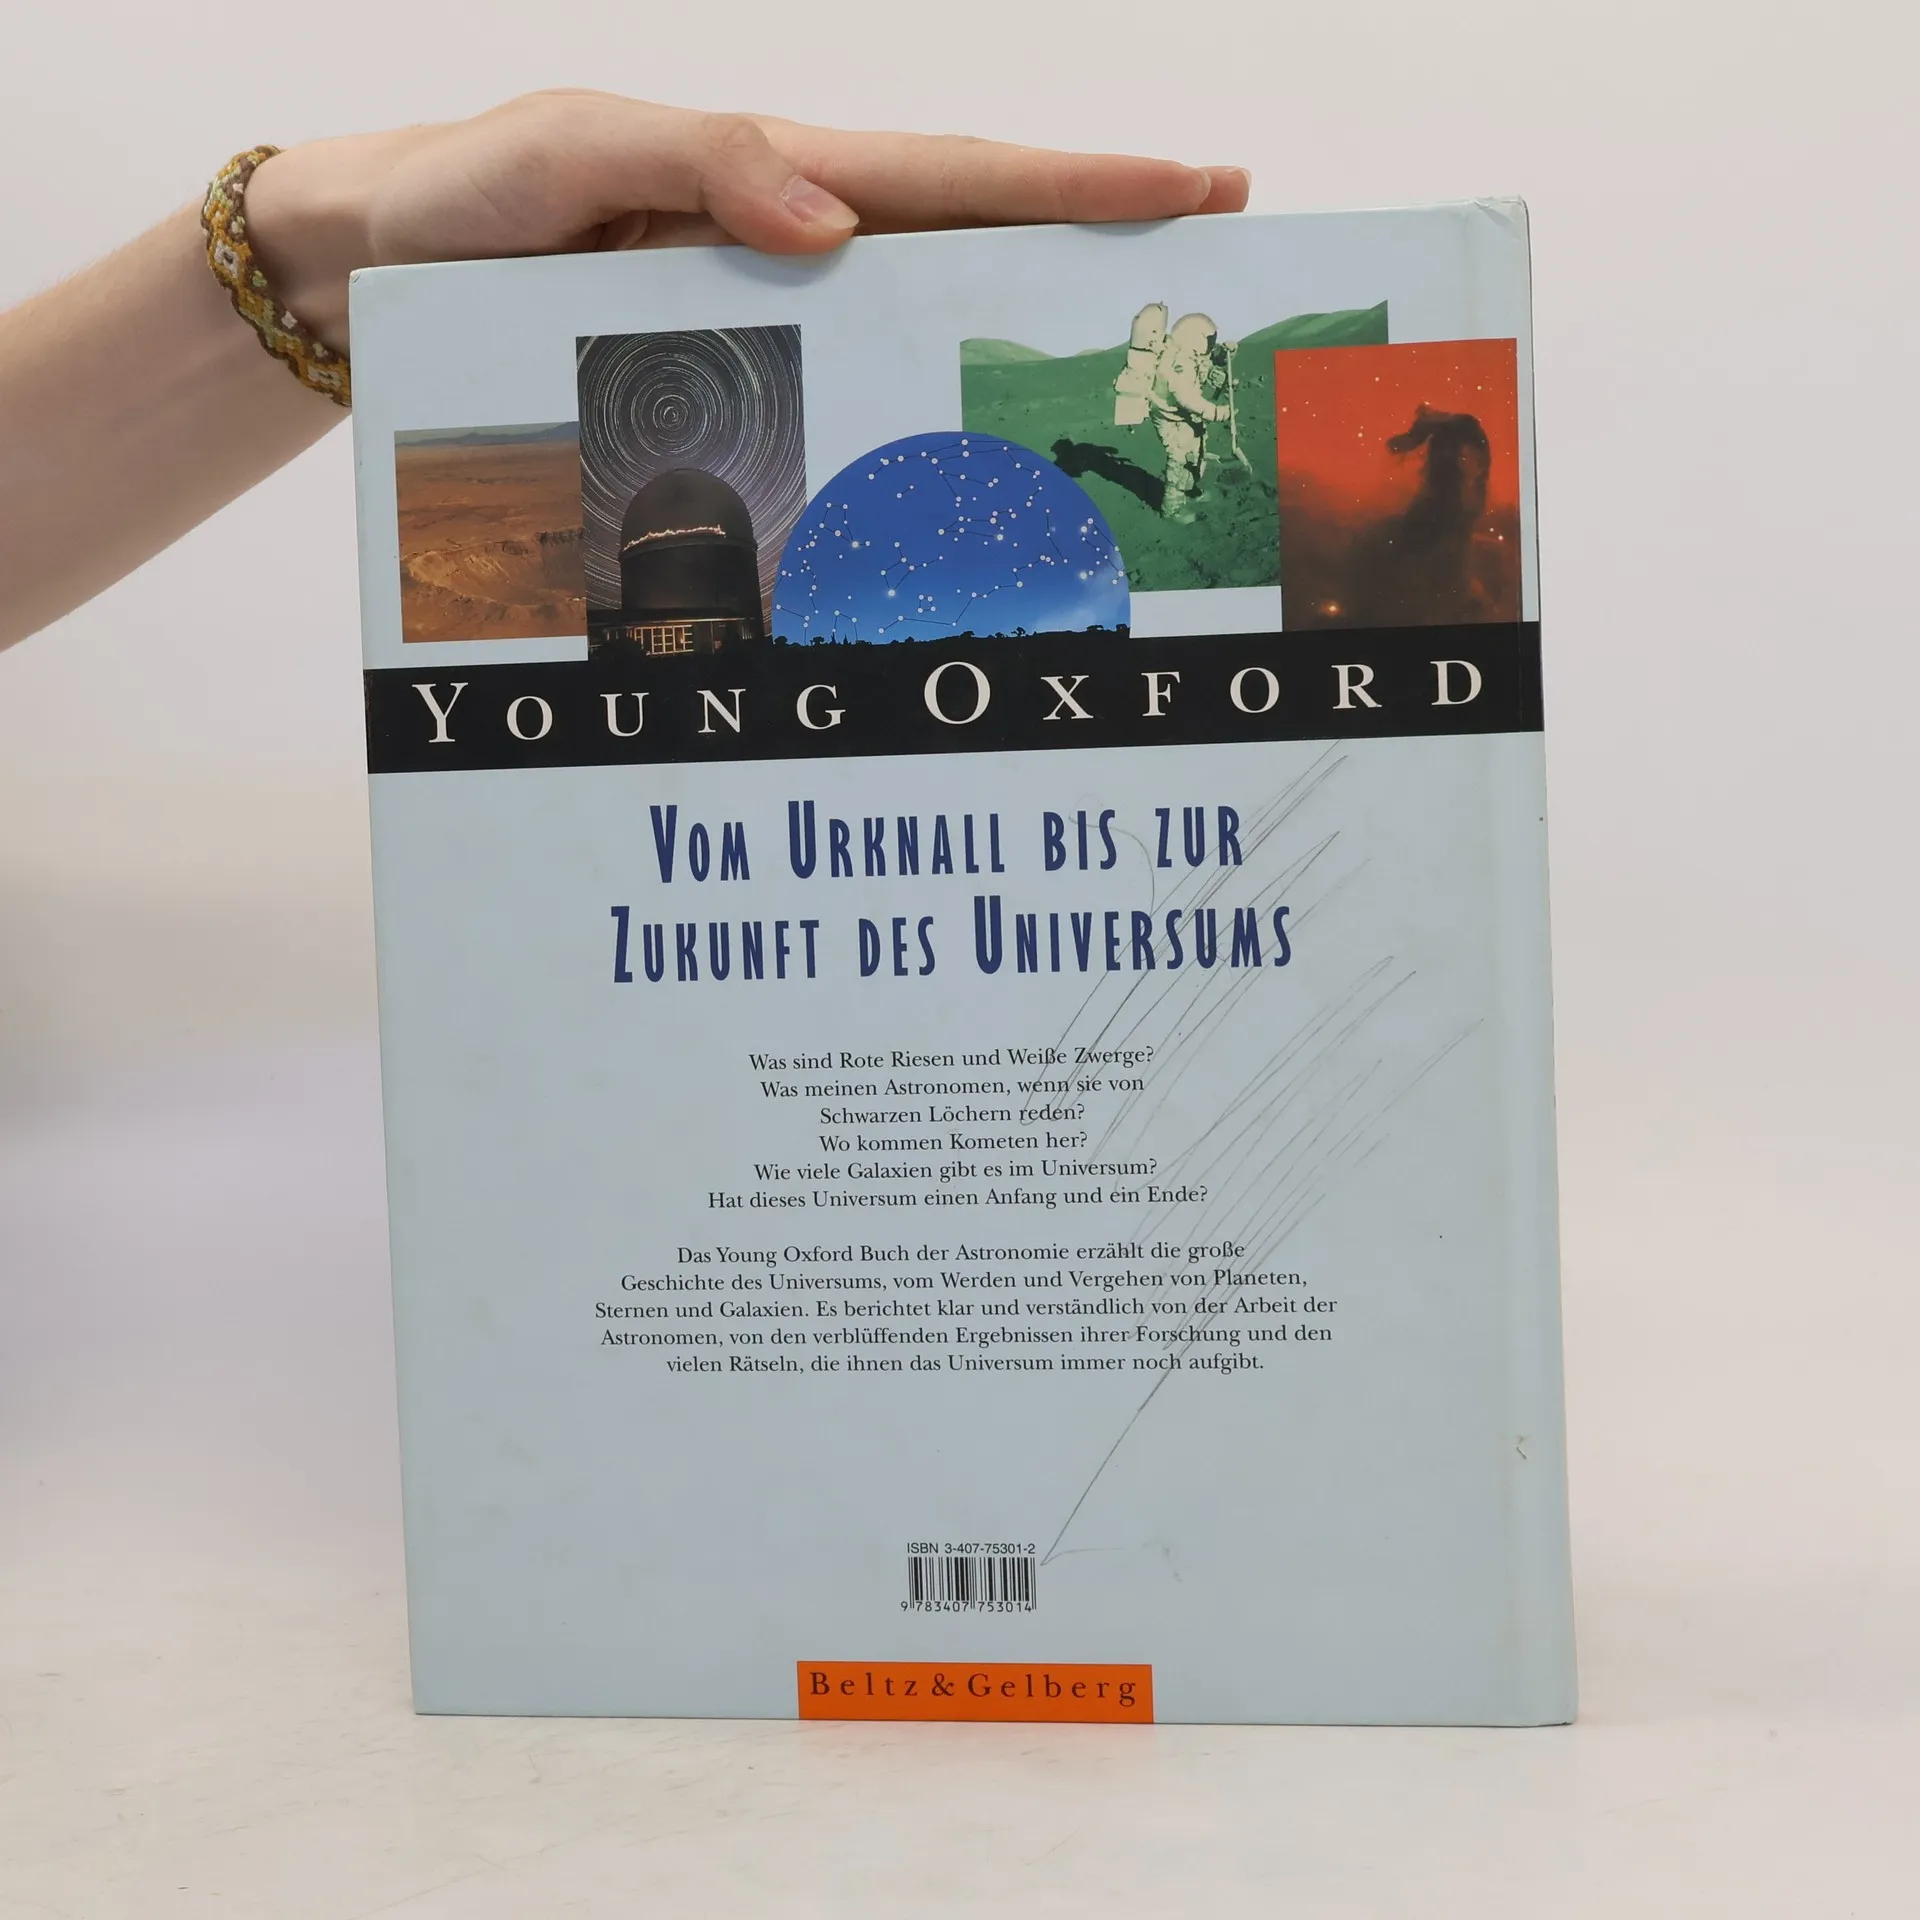 YOUNG OXFORD
VOM URKNALL BIS ZUR
ZUKUNFT DES UNIVERSUMS
Was sind Rote Riesen und Weiße Zwerge?
Was meinen Astronomen, wenn sie von
Schwarzen Löchern reden?
Wo kommen Kometen her?
Wie viele Galaxien gibt es im Universum?
Hat dieses Universum einen Anfang und ein Ende?
Das Young Oxford Buch der Astronomie erzählt die große
Geschichte des Universums, vom Werden und Vergehen von Planeten,
Sternen und Galaxien. Es berichtet klar und verständlich von der Arbeit der
Astronomen, von den verblüffenden Ergebnissen ihrer Forschung und den
vielen Rätseln, die ihnen das Universum immer noch aufgibt.
ISBN 3-407-75301-2
9 783407 753014
Beltz & Gelberg